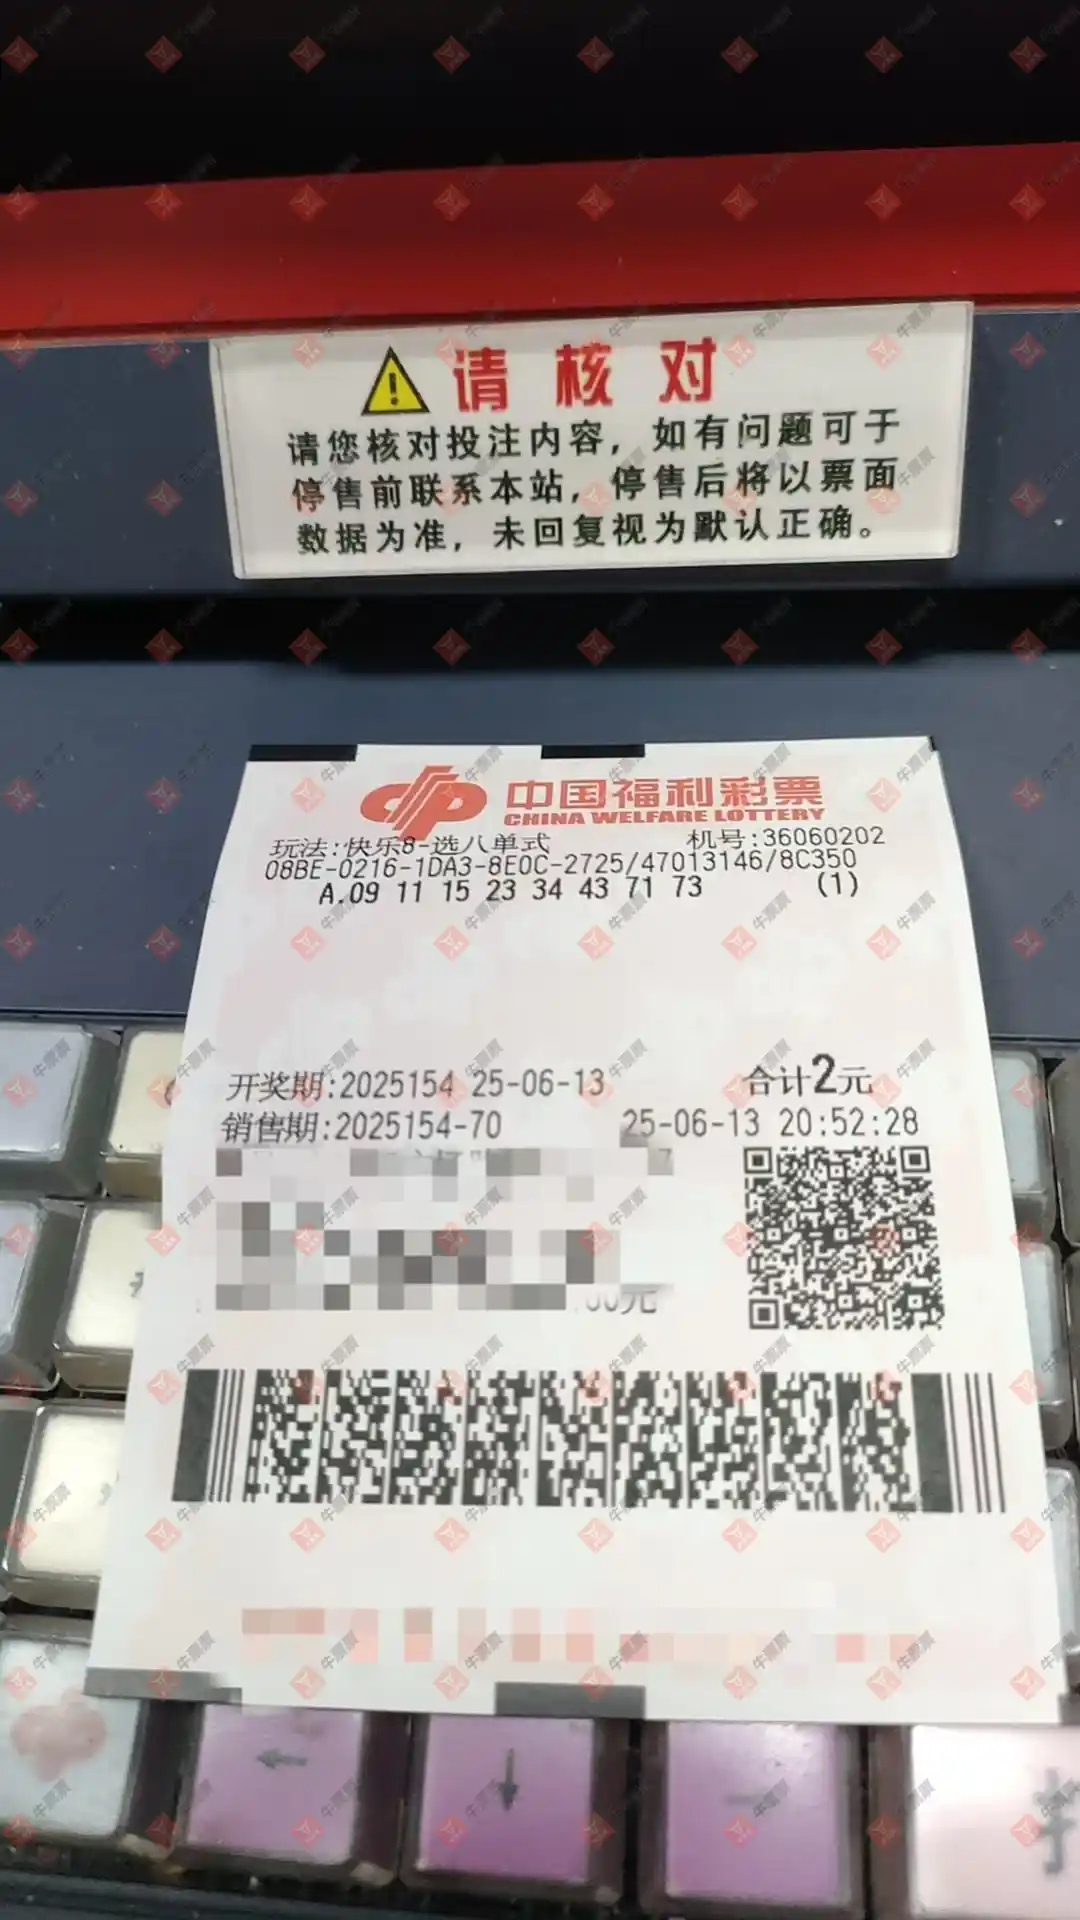 请核对
请您核对投注内容，如有问题可于
停售前联系本站，停售后将以票面
数据为准，未回复视为默认正确。
中国福利彩票
CHINA WELFARE LOTTERY
玩法:快乐8-选八单式 机号:36060202
08BE-0216-1DA3-8E0C-2725/47013146/8C350
A.09 11 15 23 34 43 71 73 (1)
开奖期:2025154 25-06-13 合计2元
销售期:2025154-70 25-06-13 20:52:28
元
牛票票